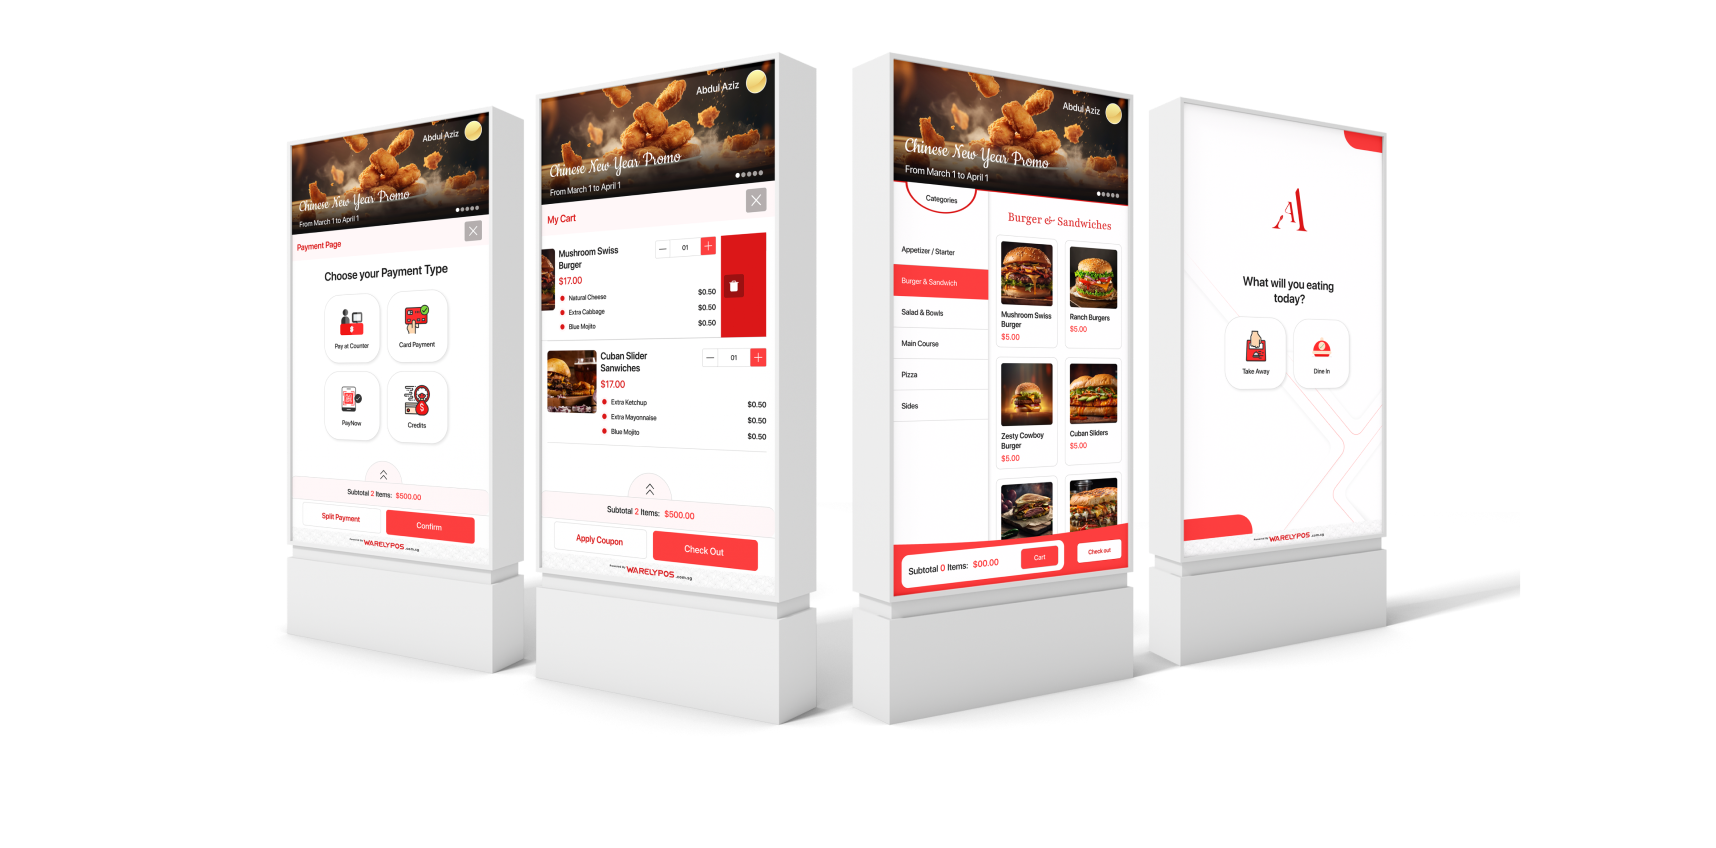 Abdul Aziz
Chinese New Year Promo
From March 1 to April 1
Payment Page
Choose your Payment Type
Pay at Counter
Card Payment
PayNow
Credits
Subtotal 2 Items: $500.00
Split Payment
Confirm
WARELYPOS.com.sg
Abdul Aziz
Chinese New Year Promo
From March 1 to April 1
My Cart
Mushroom Swiss
Burger
01
$17.00
Natural Cheese $0.50
Extra Cabbage $0.50
Blue Mojito $0.50
Cuban Slider
Sanwiches
01
$17.00
Extra Ketchup $0.50
Extra Mayonnaise $0.50
Blue Mojito $0.50
Subtotal 2 Items: $500.00
Apply Coupon
Check Out
WARELYPOS.com.sg
Abdul Aziz
Chinese New Year Promo
From March 1 to April 1
Categories
Appetizer / Starter
Burger & Sandwich
Salad & Bowls
Main Course
Pizza
Sides
Burger & Sandwiches
Mushroom Swiss
Burger
$5.00
Ranch Burgers
$5.00
Zesty Cowboy
Burger
$5.00
Cuban Sliders
$5.00
Subtotal 0 Items: $00.00
Cart
Check out
What will you eating
today?
Take Away
Dine In
WARELYPOS.com.sg